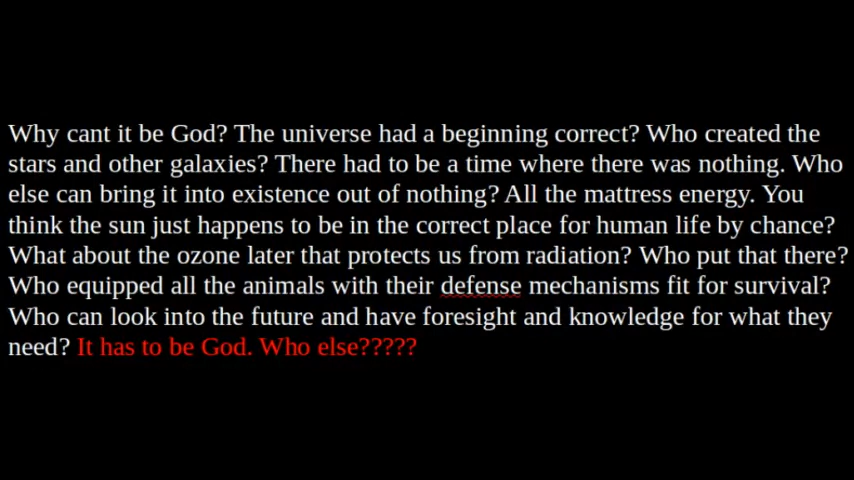 Why cant it be God? The universe had a beginning correct? Who created the
stars and other galaxies? There had to be a time where there was nothing. Who
else can bring it into existence out of nothing? All the mattress energy. You
think the sun just happens to be in the correct place for human life by chance?
What about the ozone later that protects us from radiation? Who put that there?
Who equipped all the animals with their defense mechanisms fit for survival?
Who can look into the future and have foresight and knowledge for what they
need? It has to be God. Who else?????